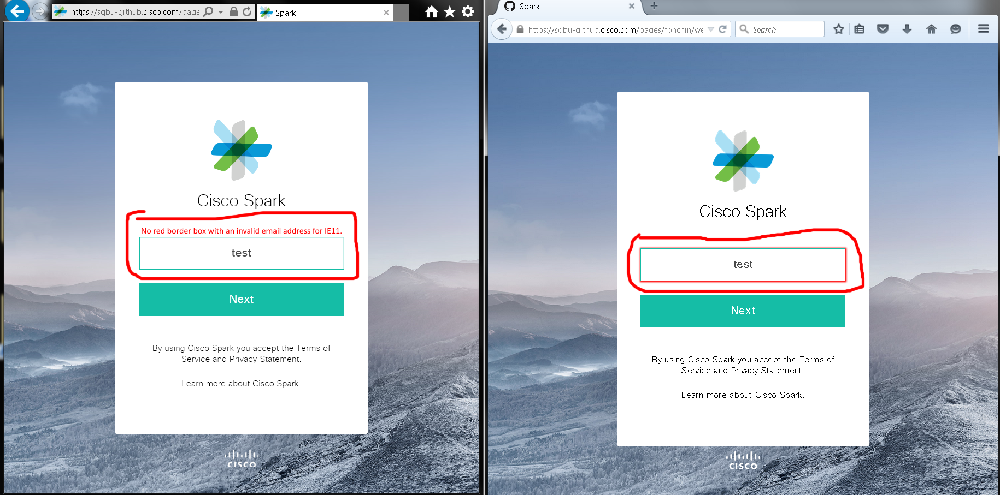 https://sqbu-github.cisco.com/page
Spark
Cisco Spark
No red border box with an invalid email address for IE11.
test
Next
By using Cisco Spark you accept the Terms of
Service and Privacy Statement.
Learn more about Cisco Spark.
CISCO
Spark
https://sqbu-github.cisco.com/pages/fonchin/we
Search
Cisco Spark
test
Next
By using Cisco Spark you accept the Terms of
Service and Privacy Statement.
Learn more about Cisco Spark.
CISCO